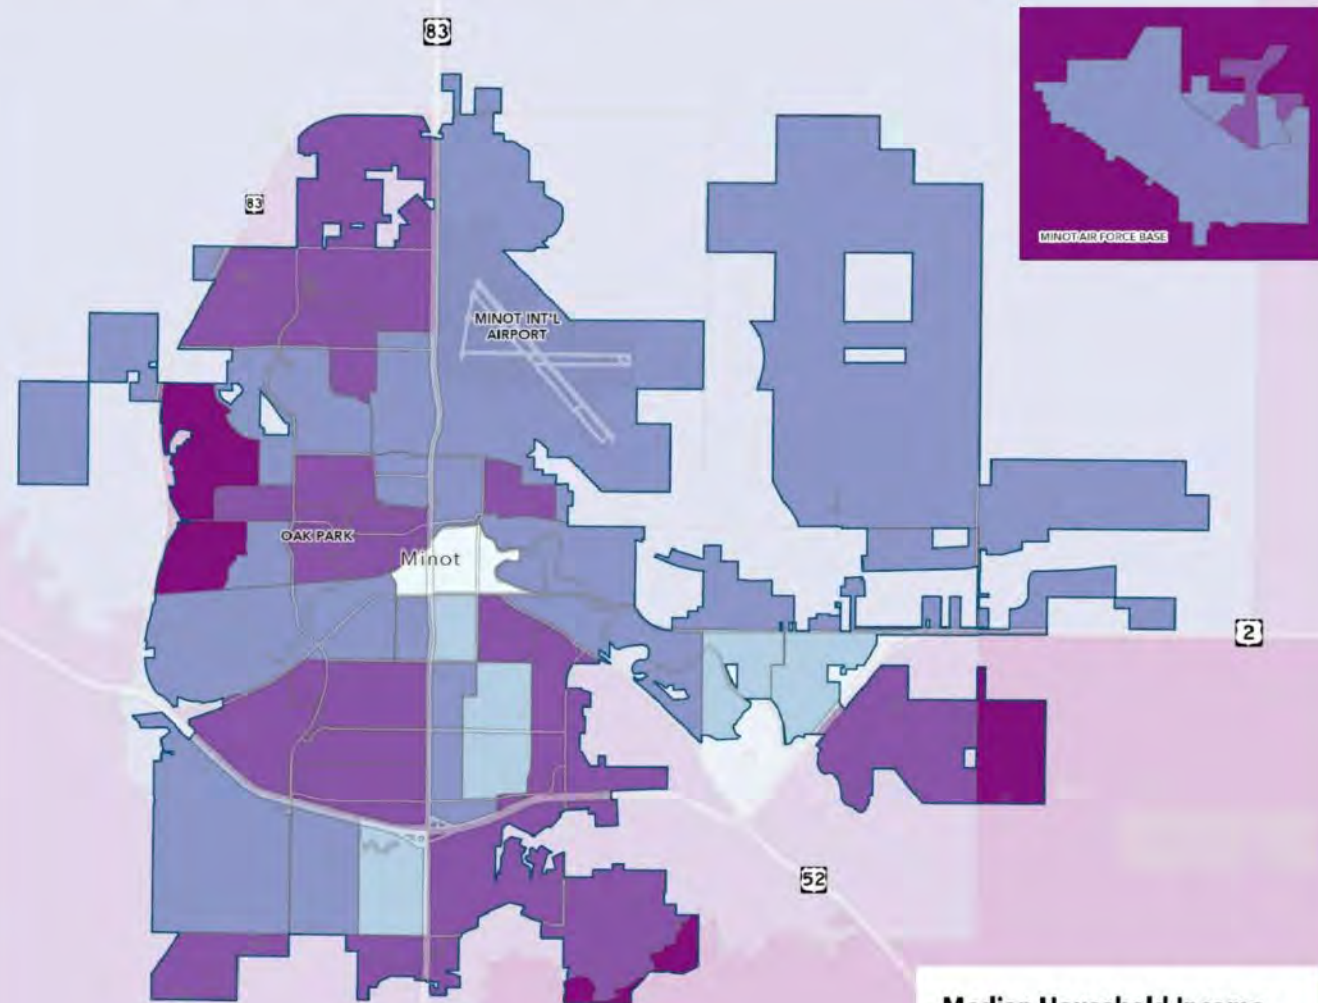 83
83
MINOT INT'L
AIRPORT
MINOT AIR FORCE BASE
OAK PARK
Minot
2
52
Median Household Income